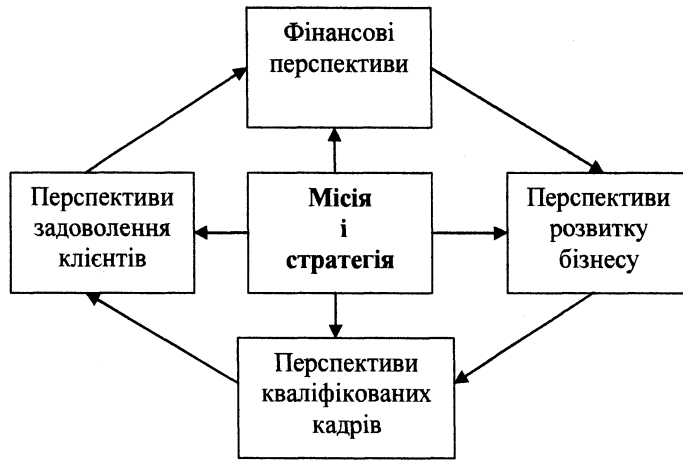 Фінансові
перспективи
Перспективи
задоволення
клієнтів
Місія
і
стратегія
Перспективи
розвитку
бізнесу
Перспективи
кваліфікованих
кадрів